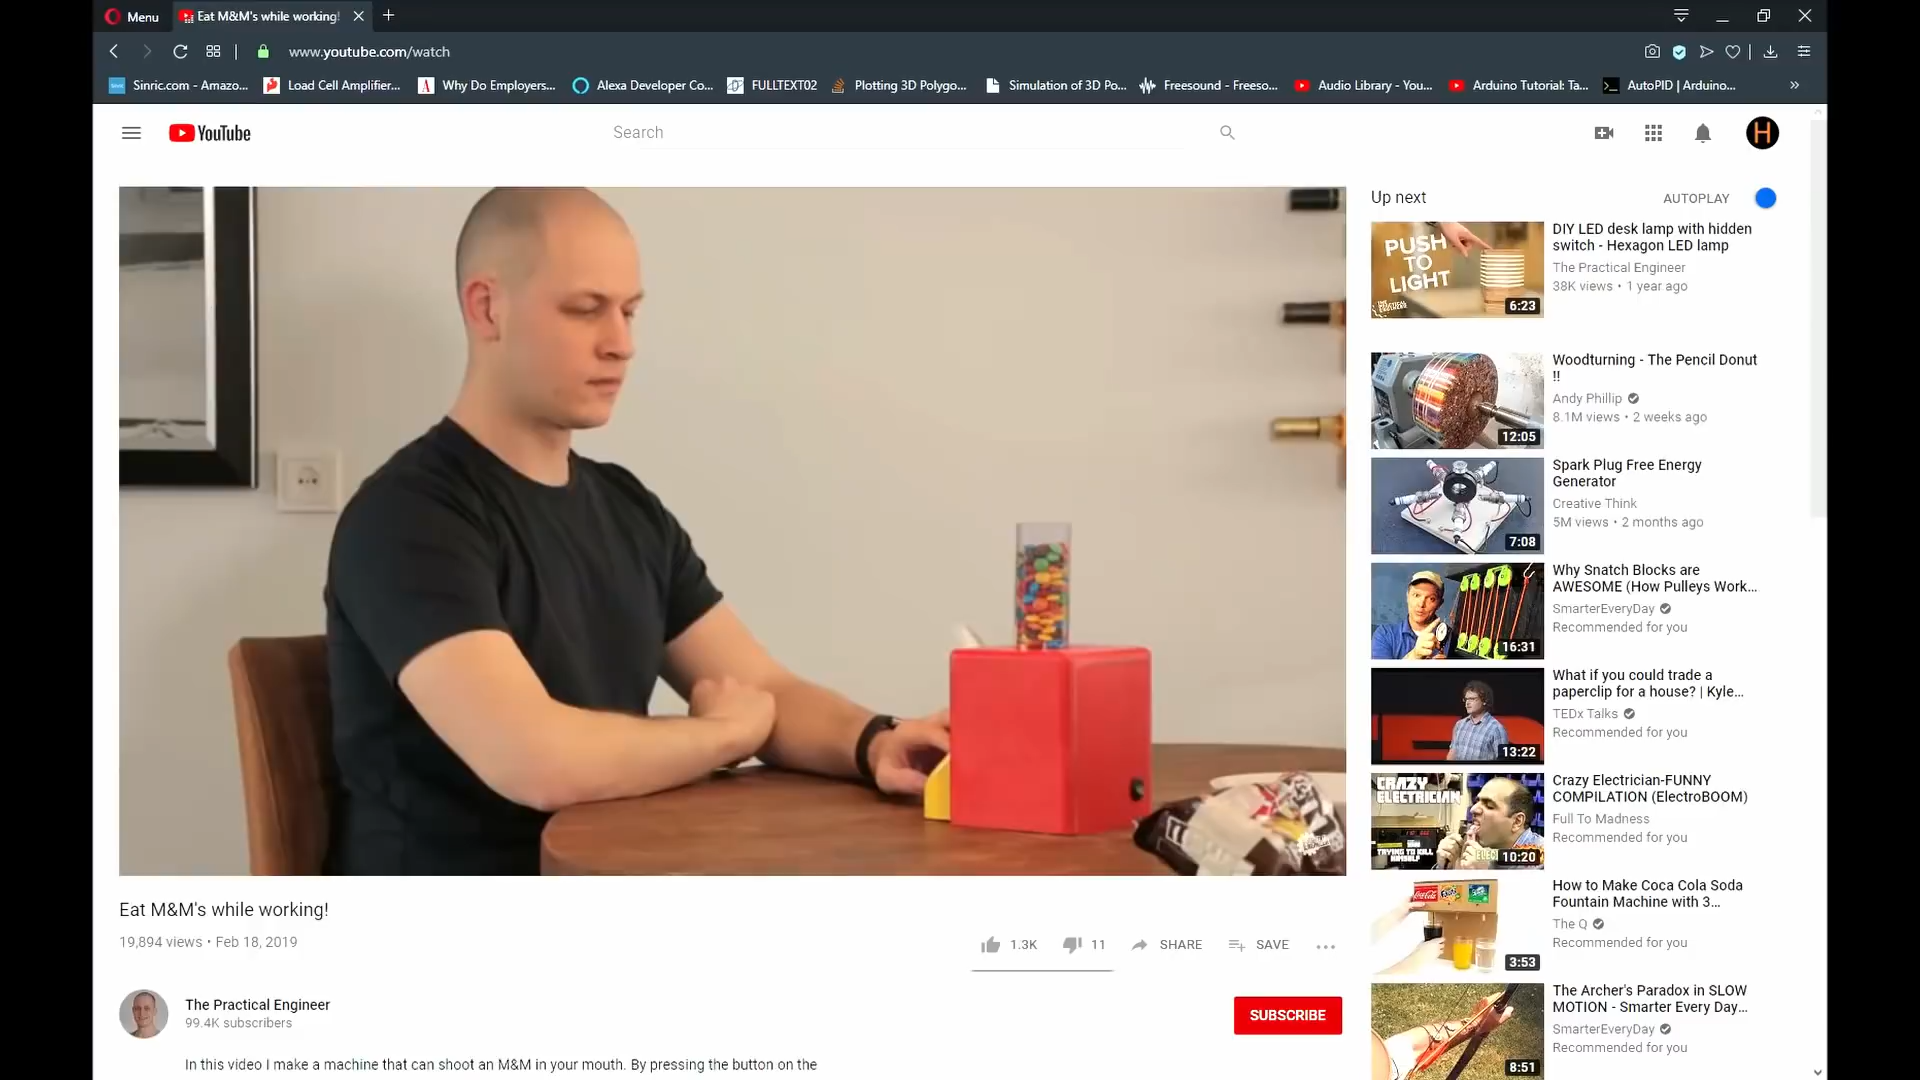 Menu
Eat M&M's while working!
www.youtube.com/watch
Sinric.com - Amazo...
Load Cell Amplifier...
Why Do Employers...
Alexa Developer Co...
FULLTEXT02
Plotting 3D Polygo...
Simulation of 3D Po...
Freesound - Freeso...
Audio Library - You...
Arduino Tutorial: Ta...
AutoPID | Arduino...
YouTube
Search
H
Up next
AUTOPLAY
PUSH
TO
LIGHT
6:23
DIY LED desk lamp with hidden
switch - Hexagon LED lamp
The Practical Engineer
38K views • 1 year ago
12:05
Woodturning - The Pencil Donut
!!
Andy Phillip
8.1M views • 2 weeks ago
7:08
Spark Plug Free Energy
Generator
Creative Think
5M views • 2 months ago
16:31
Why Snatch Blocks are
AWESOME (How Pulleys Work...
SmarterEveryDay
Recommended for you
13:22
What if you could trade a
paperclip for a house? | Kyle...
TEDx Talks
Recommended for you
CRAZY
ELECTRICIAN
TRYING TO KILL
HIMSELF
10:20
Crazy Electrician-FUNNY
COMPILATION (ElectroBOOM)
Full To Madness
Recommended for you
3:53
How to Make Coca Cola Soda
Fountain Machine with 3...
The Q
Recommended for you
8:51
The Archer's Paradox in SLOW
MOTION - Smarter Every Day...
SmarterEveryDay
Recommended for you
Eat M&M's while working!
19,894 views • Feb 18, 2019
1.3K
11
SHARE
SAVE
The Practical Engineer
99.4K subscribers
SUBSCRIBE
In this video I make a machine that can shoot an M&M in your mouth. By pressing the button on the